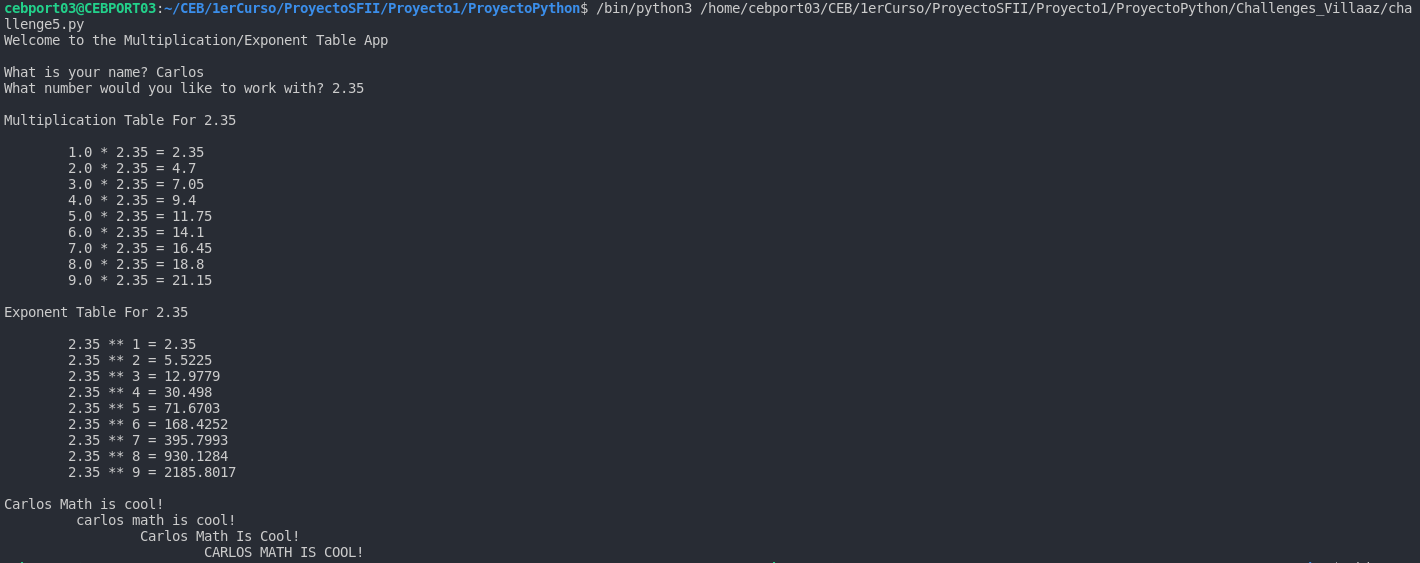 cebport03@CEBPORT03:~/CEB/1erCurso/ProyectoSFII/Proyecto1/ProyectoPython$ /bin/python3 /home/cebport03/CEB/1erCurso/ProyectoSFII/Proyecto1/ProyectoPython/Challenges_Villaaz/cha
llenge5.py
Welcome to the Multiplication/Exponent Table App
What is your name? Carlos
What number would you like to work with? 2.35
Multiplication Table For 2.35
1.0 * 2.35 = 2.35
2.0 * 2.35 = 4.7
3.0 * 2.35 = 7.05
4.0 * 2.35 = 9.4
5.0 * 2.35 = 11.75
6.0 * 2.35 = 14.1
7.0 * 2.35 = 16.45
8.0 * 2.35 = 18.8
9.0 * 2.35 = 21.15
Exponent Table For 2.35
2.35 ** 1 = 2.35
2.35 ** 2 = 5.5225
2.35 ** 3 = 12.9779
2.35 ** 4 = 30.498
2.35 ** 5 = 71.6703
2.35 ** 6 = 168.4252
2.35 ** 7 = 395.7993
2.35 ** 8 = 930.1284
2.35 ** 9 = 2185.8017
Carlos Math is cool!
carlos math is cool!
Carlos Math Is Cool!
CARLOS MATH IS COOL!